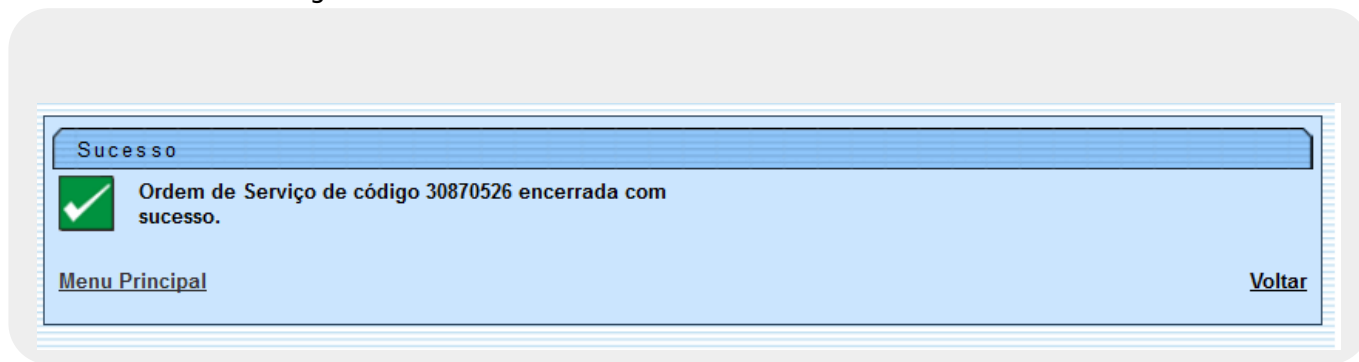 Sucesso
Ordem de Serviço de código 30870526 encerrada com
sucesso.
Menu Principal
Voltar